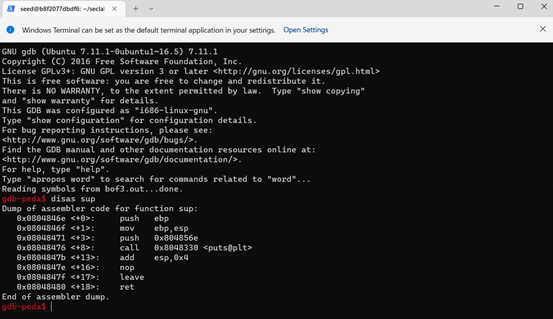 seed@b8f2077dbdf6: ~/seclal
Windows Terminal can be set as the default terminal application in your settings. Open Settings
GNU gdb (Ubuntu 7.11.1-0ubuntu1~16.5) 7.11.1
Copyright (C) 2016 Free Software Foundation, Inc.
License GPLv3+: GNU GPL version 3 or later <http://gnu.org/licenses/gpl.html>
This is free software: you are free to change and redistribute it.
There is NO WARRANTY, to the extent permitted by law.  Type "show copying"
and "show warranty" for details.
This GDB was configured as "i686-linux-gnu".
Type "show configuration" for configuration details.
For bug reporting instructions, please see:
<http://www.gnu.org/software/gdb/bugs/>.
Find the GDB manual and other documentation resources online at:
<http://www.gnu.org/software/gdb/documentation/>.
For help, type "help".
Type "apropos word" to search for commands related to "word"...
Reading symbols from bof3.out...done.
gdb-peda$ disas sup
Dump of assembler code for function sup:
   0x0804846e <+0>:	push   ebp
   0x0804846f <+1>:	mov    ebp,esp
   0x08048471 <+3>:	push   0x804856e
   0x08048476 <+8>:	call   0x8048330 <puts@plt>
   0x0804847b <+13>:	add    esp,0x4
   0x0804847e <+16>:	nop
   0x0804847f <+17>:	leave
   0x08048480 <+18>:	ret
End of assembler dump.
gdb-peda$